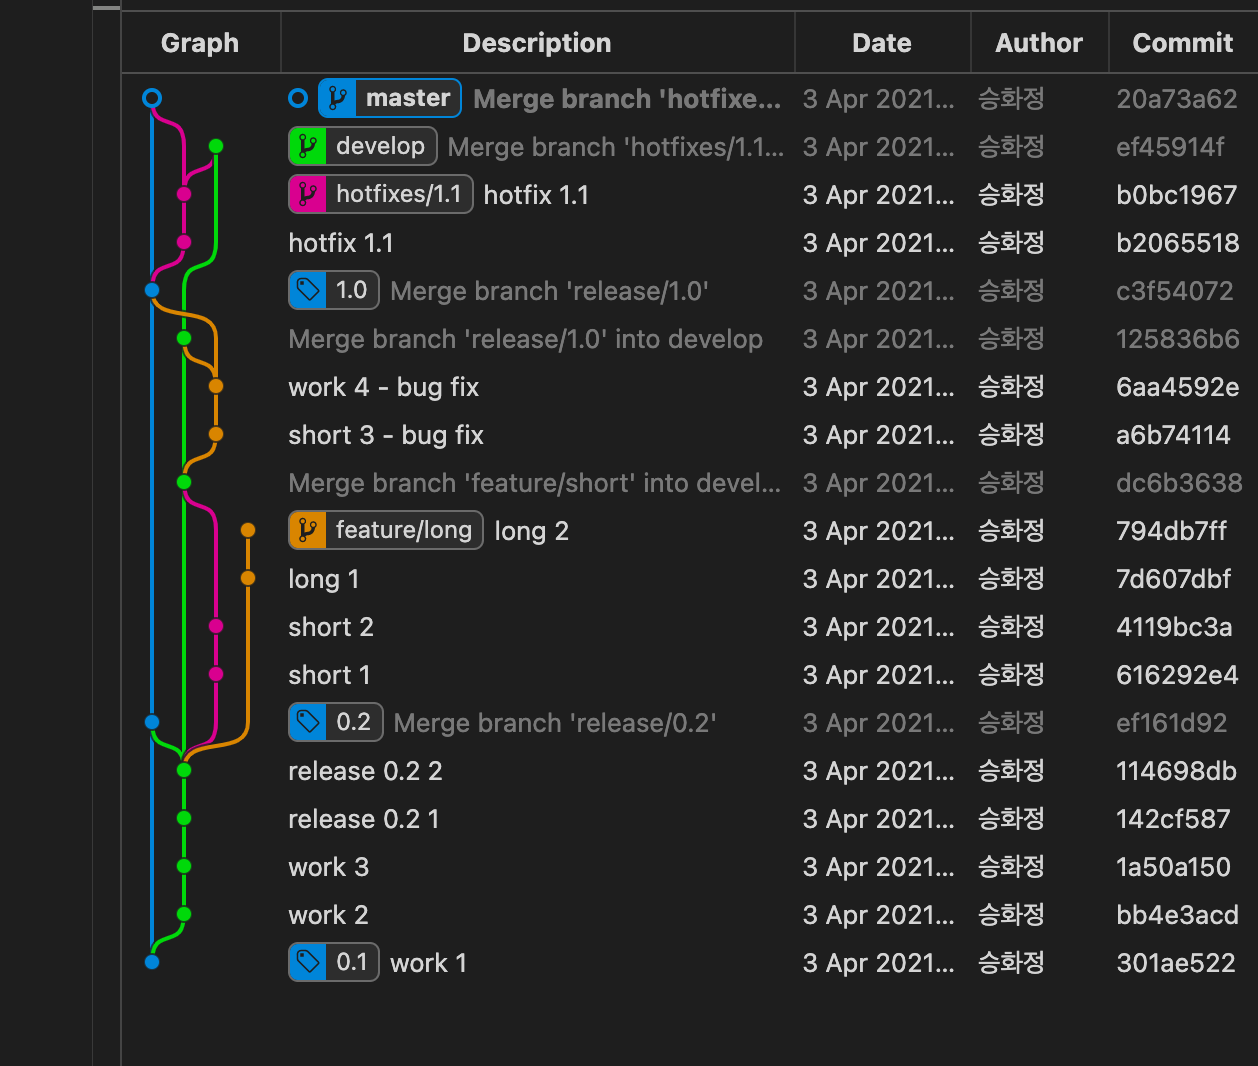 Graph Description Date Author Commit
master Merge branch 'hotfixe... 3 Apr 2021... 승화정 20a73a62
develop Merge branch 'hotfixes/1.1... 3 Apr 2021... 승화정 ef45914f
hotfixes/1.1 hotfix 1.1 3 Apr 2021... 승화정 b0bc1967
hotfix 1.1 3 Apr 2021... 승화정 b2065518
1.0 Merge branch 'release/1.0' 3 Apr 2021... 승화정 c3f54072
Merge branch 'release/1.0' into develop 3 Apr 2021... 승화정 125836b6
work 4 - bug fix 3 Apr 2021... 승화정 6aa4592e
short 3 - bug fix 3 Apr 2021... 승화정 a6b74114
Merge branch 'feature/short' into devel... 3 Apr 2021... 승화정 dc6b3638
feature/long long 2 3 Apr 2021... 승화정 794db7ff
long 1 3 Apr 2021... 승화정 7d607dbf
short 2 3 Apr 2021... 승화정 4119bc3a
short 1 3 Apr 2021... 승화정 616292e4
0.2 Merge branch 'release/0.2' 3 Apr 2021... 승화정 ef161d92
release 0.2 2 3 Apr 2021... 승화정 114698db
release 0.2 1 3 Apr 2021... 승화정 142cf587
work 3 3 Apr 2021... 승화정 1a50a150
work 2 3 Apr 2021... 승화정 bb4e3acd
0.1 work 1 3 Apr 2021... 승화정 301ae522